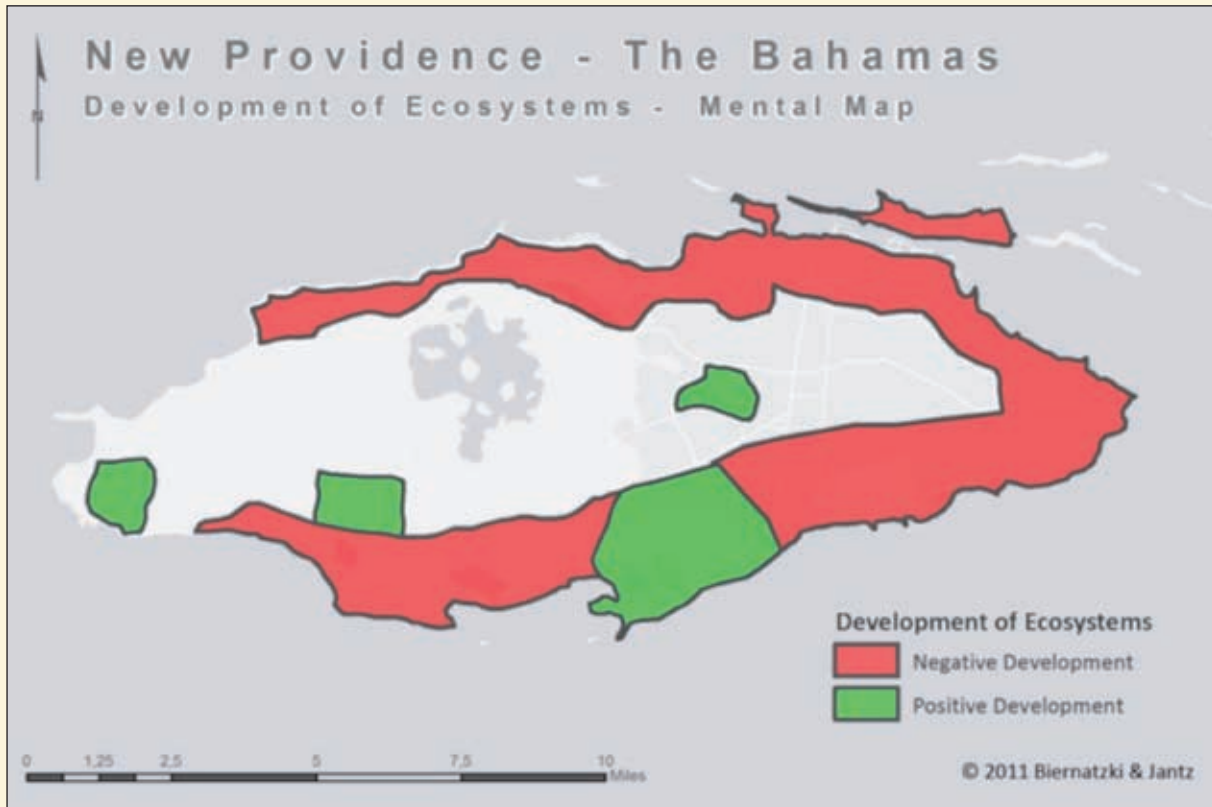 New Providence - The Bahamas
Development of Ecosystems - Mental Map
Development of Ecosystems
Negative Development
Positive Development
0 1,25 2,5 5 7,5 10
Miles
© 2011 Biernatzki & Jantz